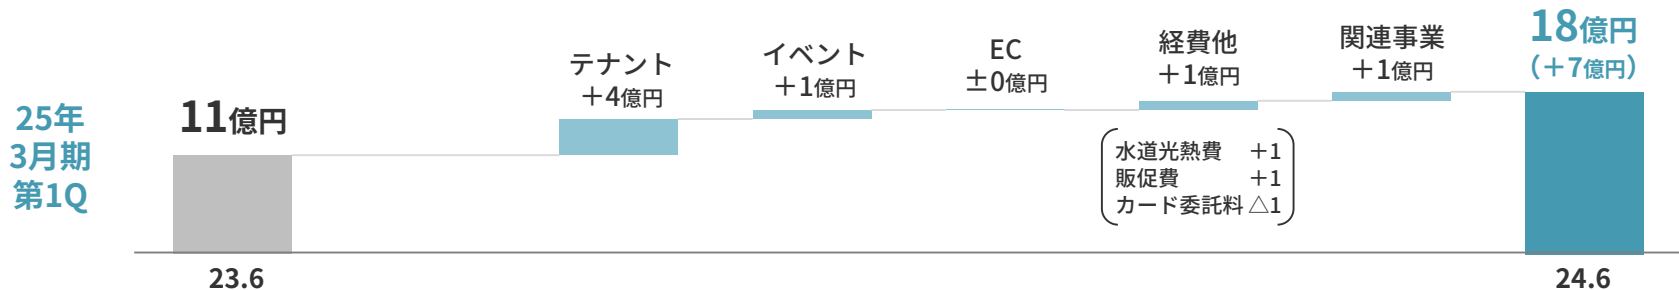 25年
3月期
第1Q
11億円
テナント
＋4億円
イベント
＋1億円
EC
±0億円
経費他
＋1億円
水道光熱費 ＋1
販促費 ＋1
カード委託料 △1
関連事業
＋1億円
18億円
(＋7億円)
23.6
24.6